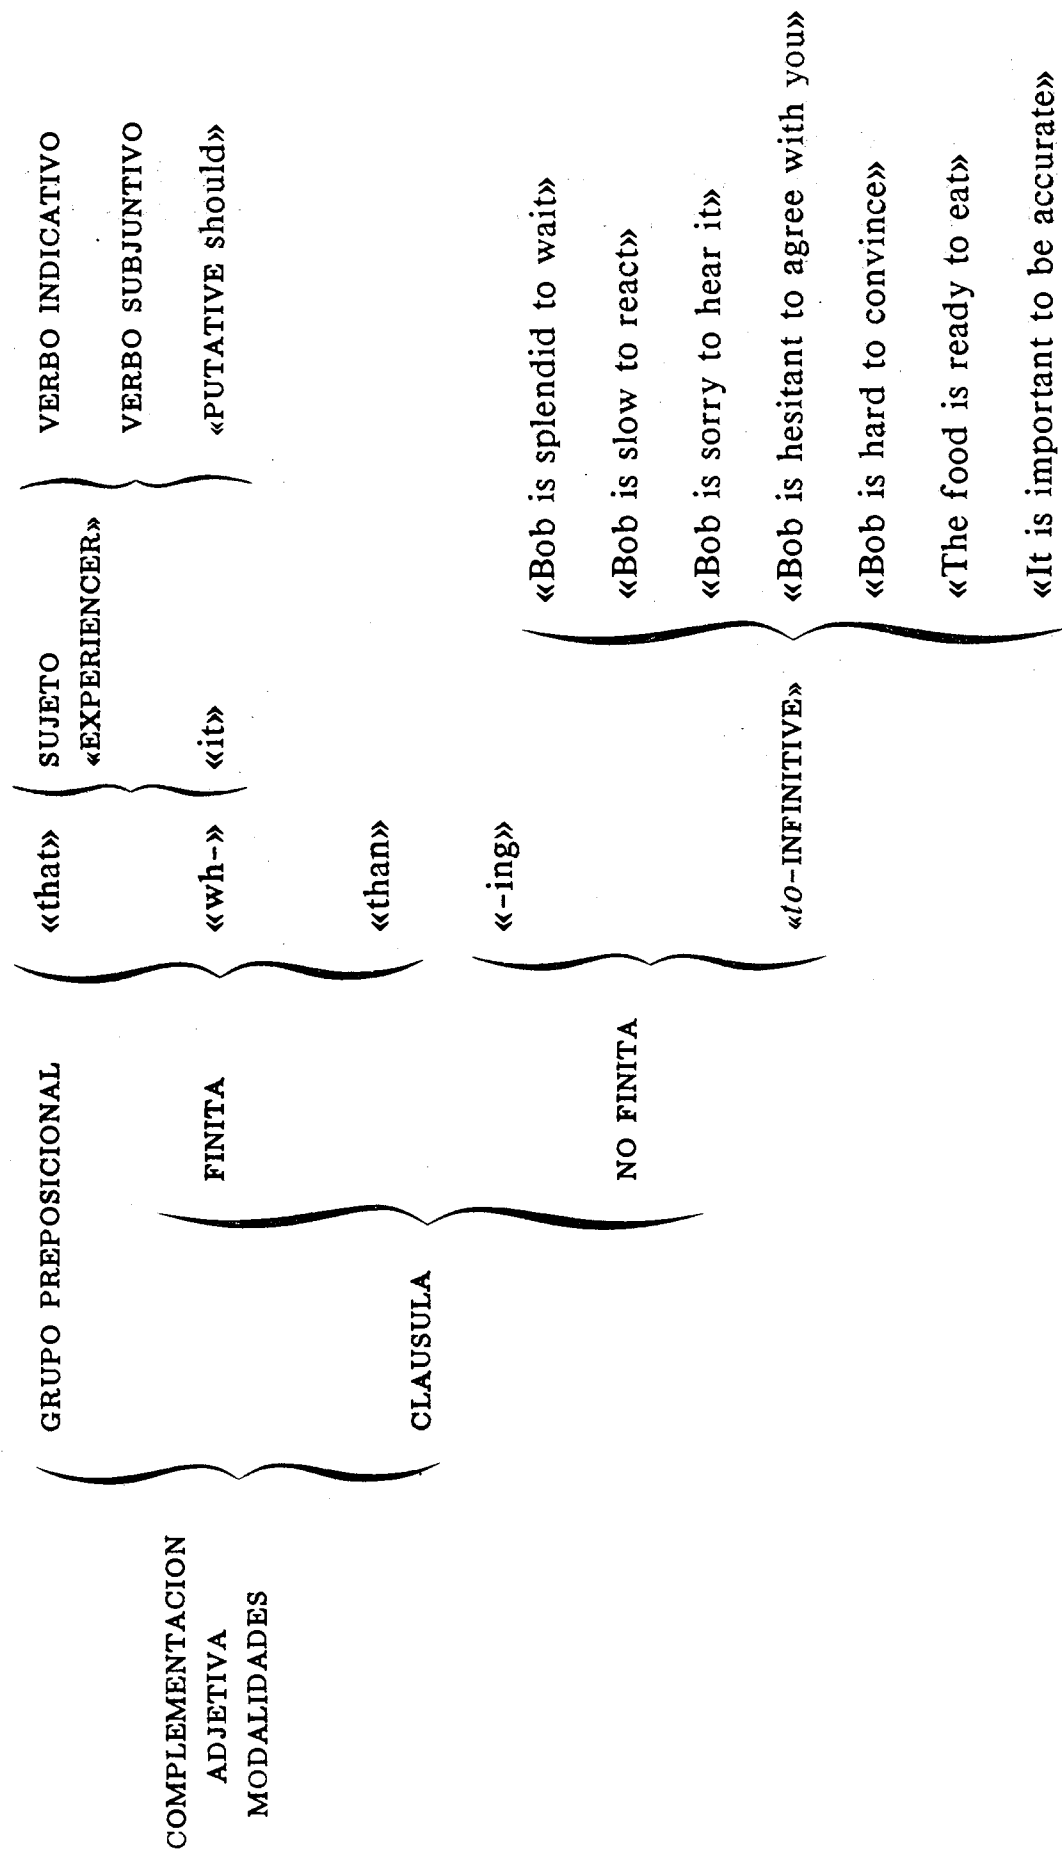 COMPLEMENTACION
ADJETIVA
MODALIDADES
GRUPO PREPOSICIONAL
CLAUSULA
FINITA
NO FINITA
«that»
«wh-»
«than»
«-ing»
«to-INFINITIVE»
SUJETO
«EXPERIENCER»
«it»
VERBO INDICATIVO
VERBO SUBJUNTIVO
«PUTATIVE should»
«Bob is splendid to wait»
«Bob is slow to react»
«Bob is sorry to hear it»
«Bob is hesitant to agree with you»
«Bob is hard to convince»
«The food is ready to eat»
«It is important to be accurate»